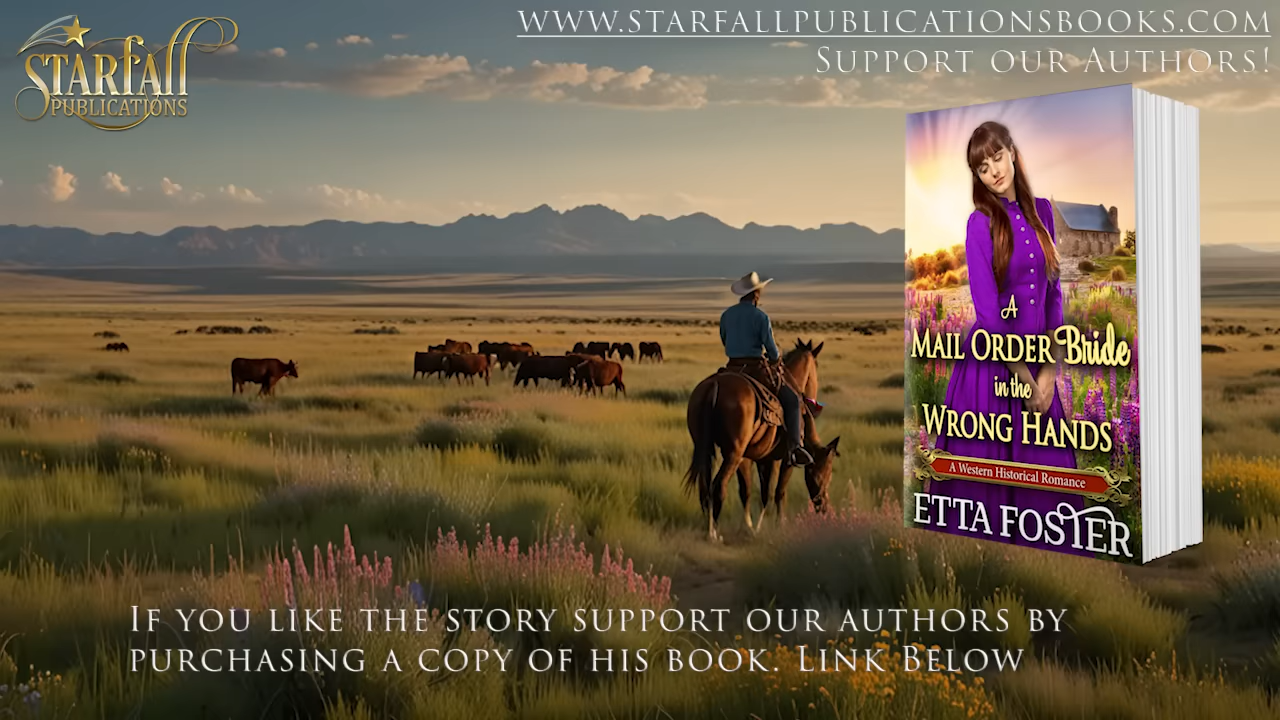 STARfall
PUBLICATIONS
WWW.STARFALLPUBLICATIONSBOOKS.COM
SUPPORT OUR AUTHORS!
A
MAIL ORDER Bride
in the
WRONG HANDS
A Western Historical Romance
ETTA FOSTER
IF YOU LIKE THE STORY SUPPORT OUR AUTHORS BY
PURCHASING A COPY OF HIS BOOK. LINK BELOW